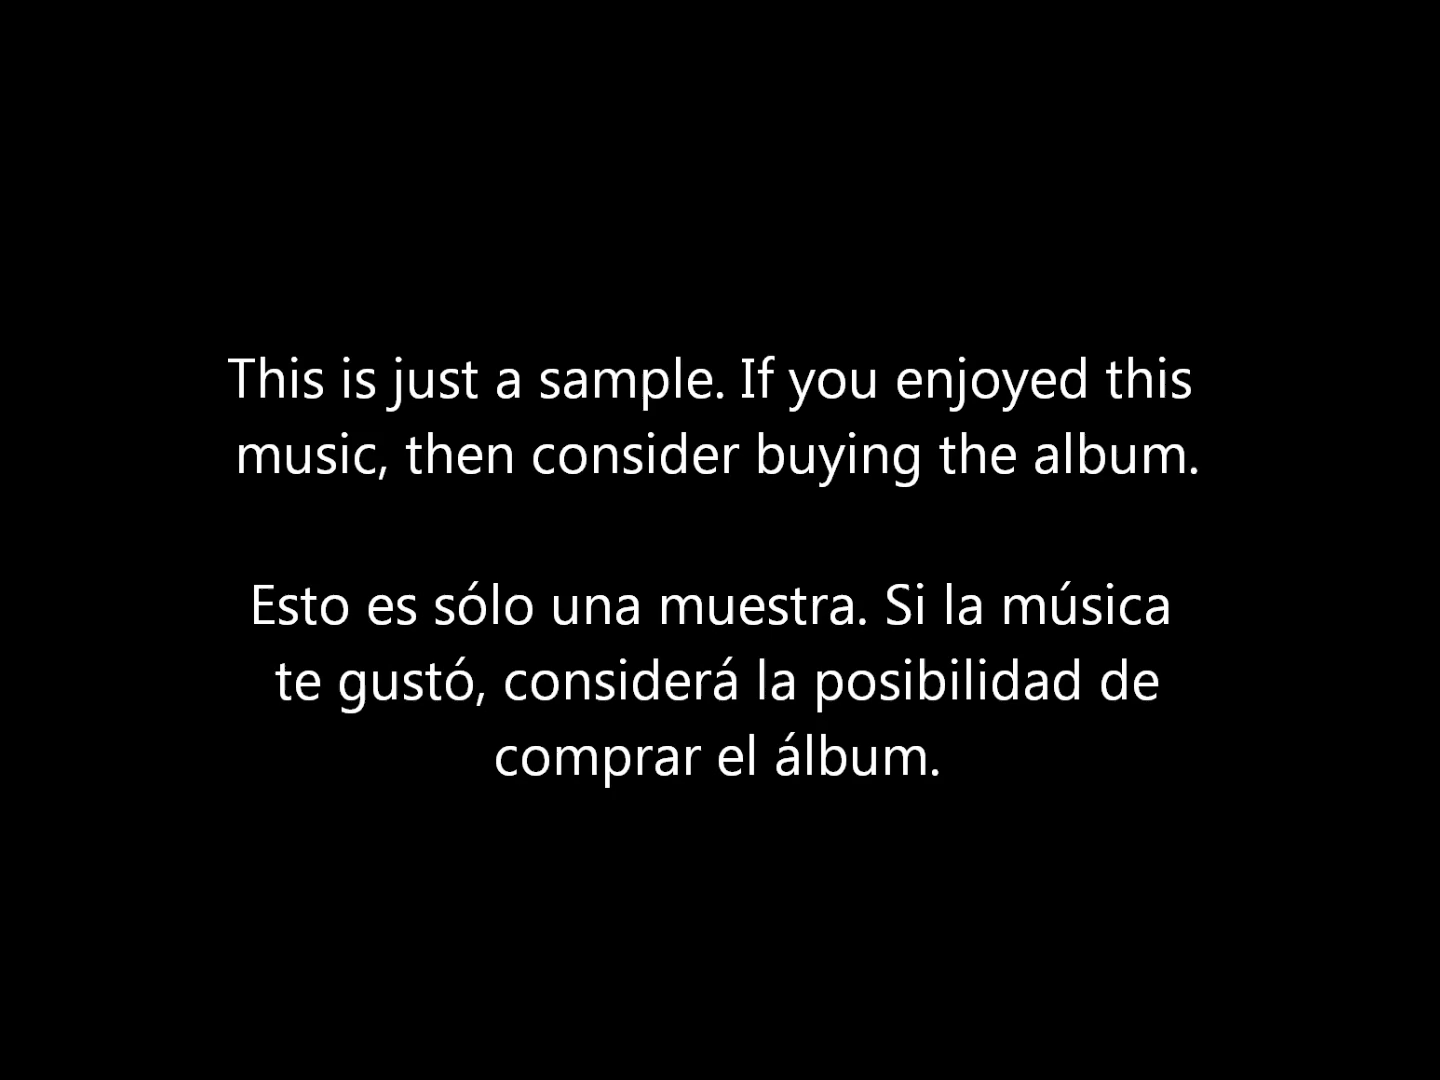 This is just a sample. If you enjoyed this
music, then consider buying the album.
Esto es sólo una muestra. Si la música
te gustó, considerá la posibilidad de
comprar el álbum.